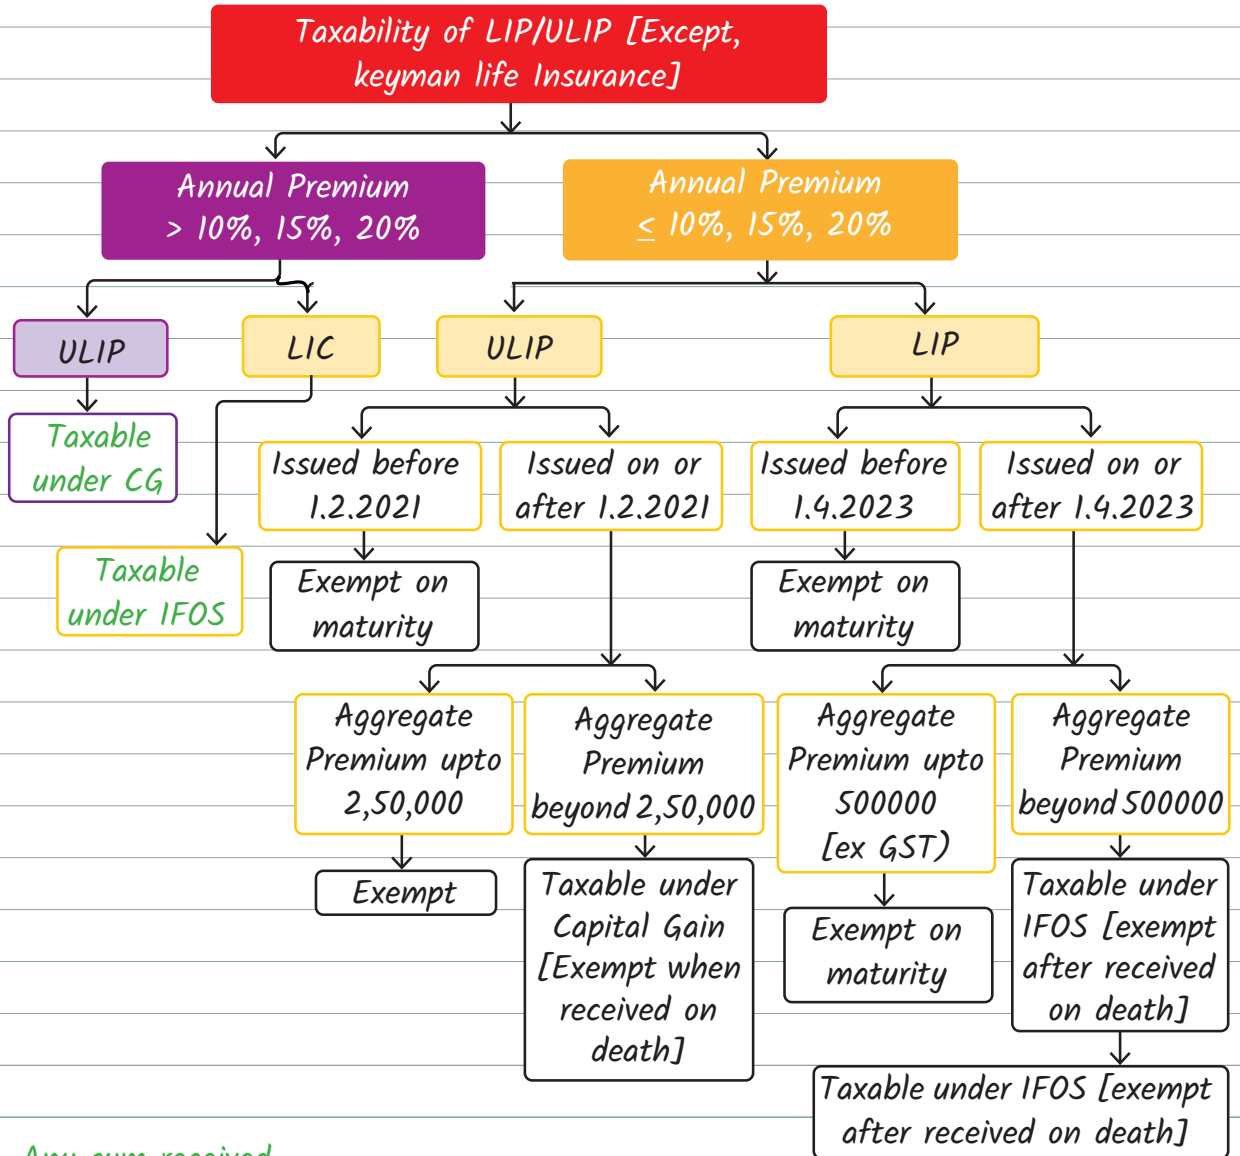 Taxability of LIP/ULIP [Except,
keyman life Insurance]
Annual Premium
> 10%, 15%, 20%
Annual Premium
≤ 10%, 15%, 20%
ULIP
LIC
ULIP
LIP
Taxable
under CG
Issued before
1.2.2021
Issued on or
after 1.2.2021
Issued before
1.4.2023
Issued on or
after 1.4.2023
Taxable
under IFOS
Exempt on
maturity
Exempt on
maturity
Aggregate
Premium upto
2,50,000
Aggregate
Premium
beyond 2,50,000
Aggregate
Premium upto
500000
[ex GST)
Aggregate
Premium
beyond 500000
Exempt
Taxable under
Capital Gain
[Exempt when
received on
death]
Exempt on
maturity
Taxable under
IFOS [exempt
after received
on death]
Taxable under IFOS [exempt
after received on death]
Any sum received